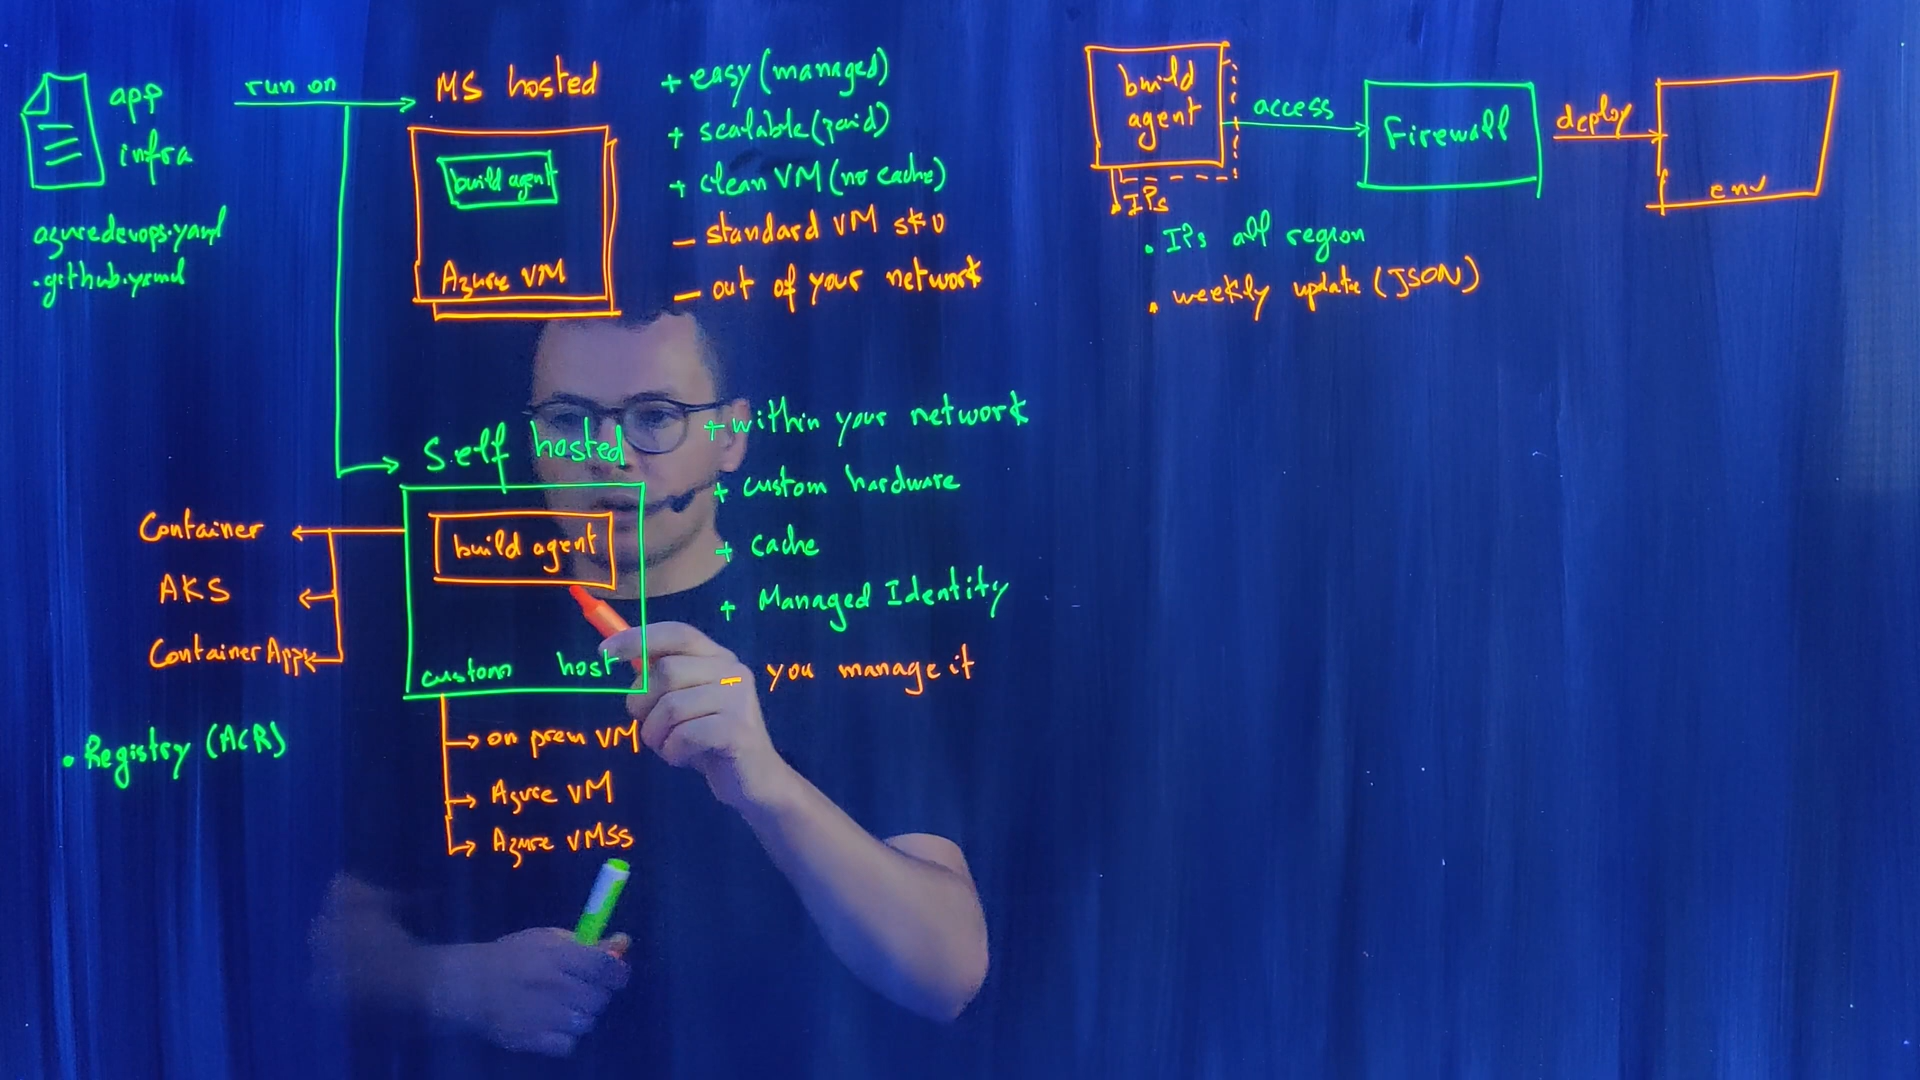 app
infra
azuredevops.yaml
.github.yaml
run on
MS hosted
build agent
Azure VM
+ easy (managed)
+ scalable (paid)
+ clean VM (no cache)
- standard VM SKU
- out of your network
build
agent
IPs
access
Firewall
deploy
env
• IPs all region
• weekly update (JSON)
Self hosted
build agent
custom host
+ within your network
+ custom hardware
+ cache
+ Managed Identity
- you manage it
Container
AKS
Container Apps
• Registry (ACR)
on prem VM
Azure VM
Azure VMSS